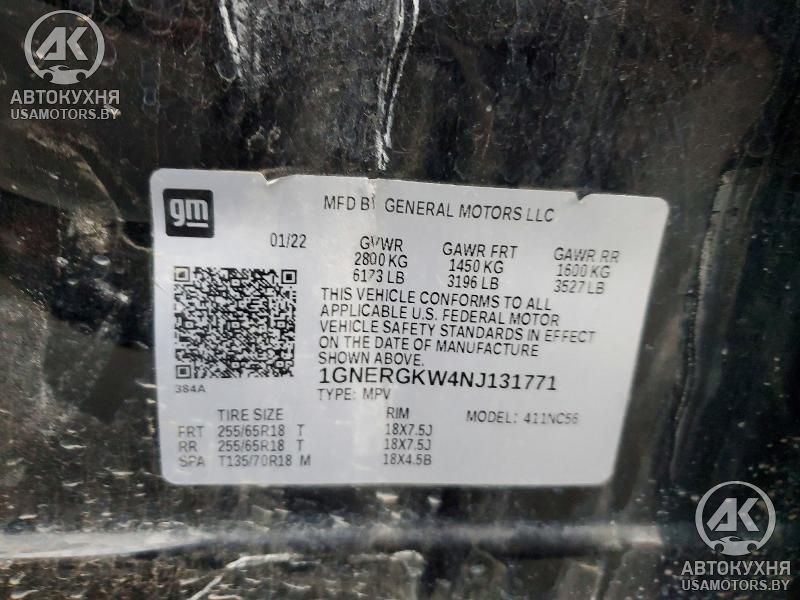 АК
АВТОКУХНЯ
USAMOTORS.BY
gm
MFD BY GENERAL MOTORS LLC
01/22
GVWR GAWR FRT GAWR RR
2800 KG 1450 KG 1600 KG
6173 LB 3196 LB 3527 LB
THIS VEHICLE CONFORMS TO ALL
APPLICABLE U.S. FEDERAL MOTOR
VEHICLE SAFETY STANDARDS IN EFFECT
ON THE DATE OF MANUFACTURE
SHOWN ABOVE.
384A
1GNERGKW4NJ131771
TYPE: MPV
TIRE SIZE RIM MODEL: 411NC56
FRT 255/65R18 T 18X7.5J
RR 255/65R18 T 18X7.5J
SPA T135/70R18 M 18X4.5B
АК
АВТОКУХНЯ
USAMOTORS.BY